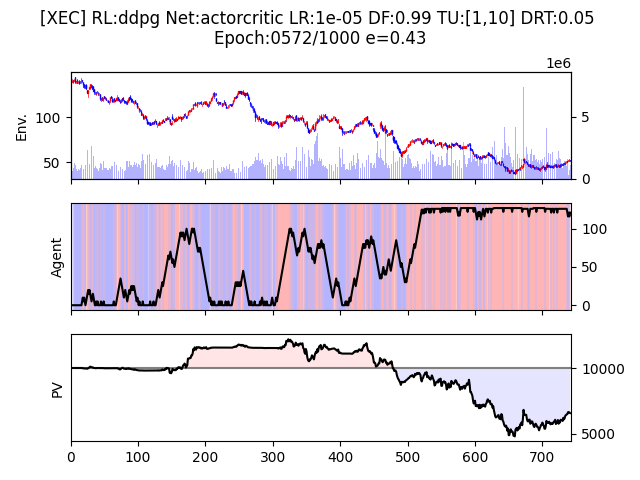 [XEC] RL:ddpg Net:actorcritic LR:1e-05 DF:0.99 TU:[1,10] DRT:0.05
Epoch:0572/1000 e=0.43
1e6
Env.
100
50
5
0
Agent
100
50
0
PV
10000
5000
0 100 200 300 400 500 600 700